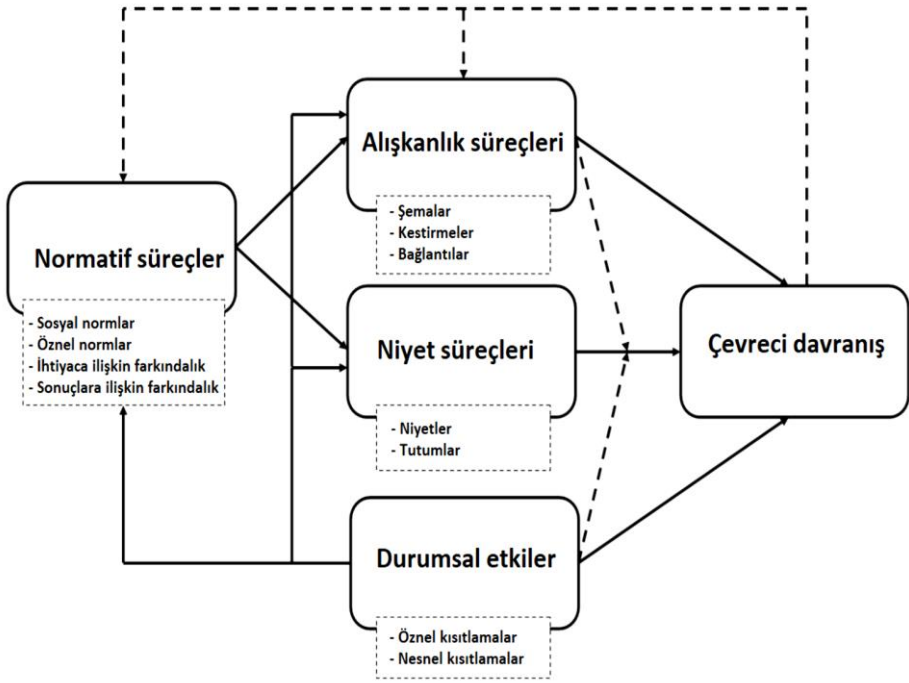 Alışkanlık süreçleri
- Şemalar
- Kestirmeler
- Bağlantılar
Normatif süreçler
- Sosyal normlar
- Öznel normlar
- İhtiyaca ilişkin farkındalık
- Sonuçlara ilişkin farkındalık
Niyet süreçleri
- Niyetler
- Tutumlar
Çevreci davranış
Durumsal etkiler
- Öznel kısıtlamalar
- Nesnel kısıtlamalar